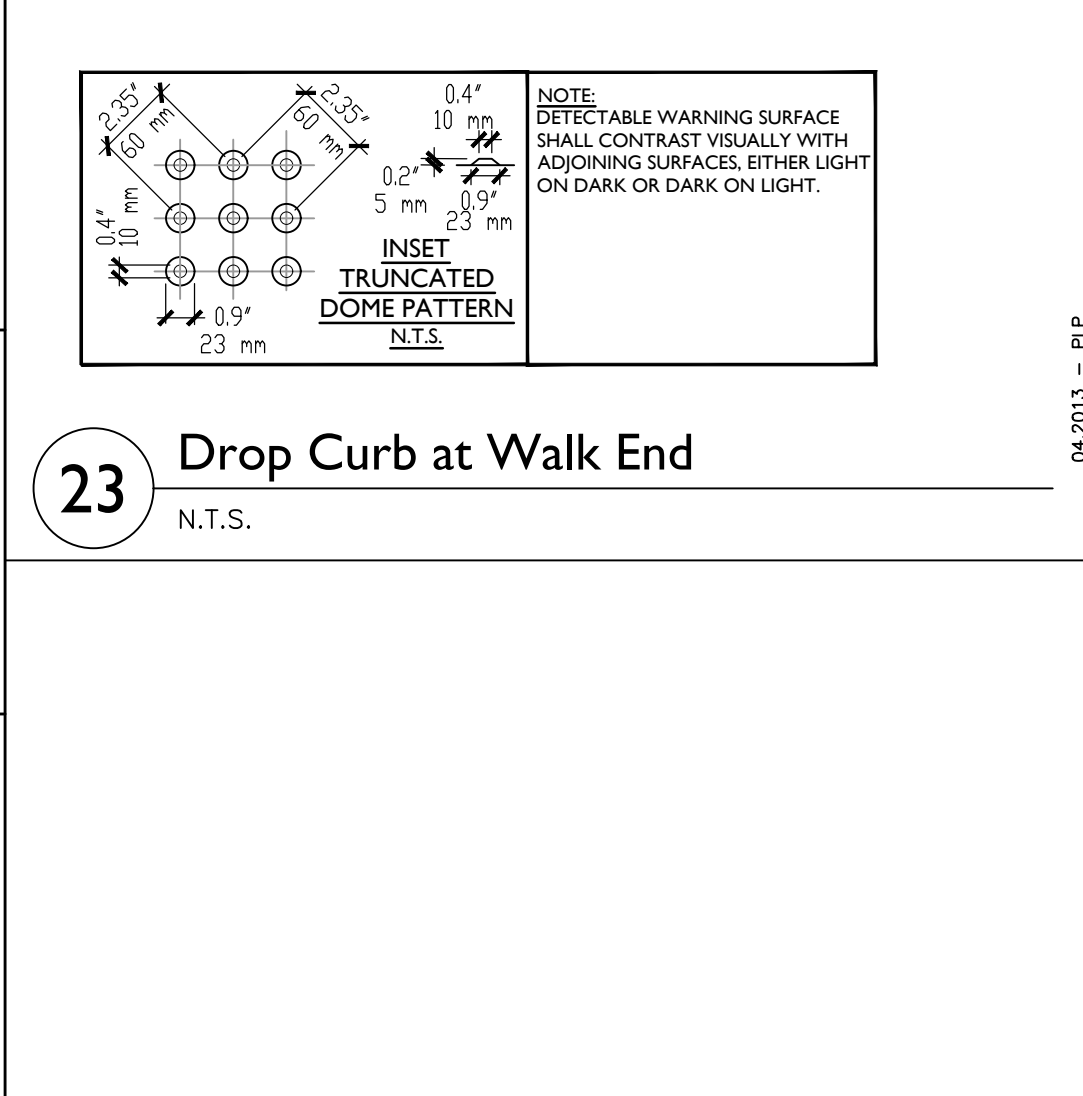 2.35"
60 mm
2.35"
60 mm
0.4"
10 mm
0.2"
5 mm
0.9"
23 mm
0.4"
10 mm
0.9"
23 mm
INSET
TRUNCATED
DOME PATTERN
N.T.S.
NOTE:
DETECTABLE WARNING SURFACE
SHALL CONTRAST VISUALLY WITH
ADJOINING SURFACES, EITHER LIGHT
ON DARK OR DARK ON LIGHT.
04.2013 - PLP
23
Drop Curb at Walk End
N.T.S.